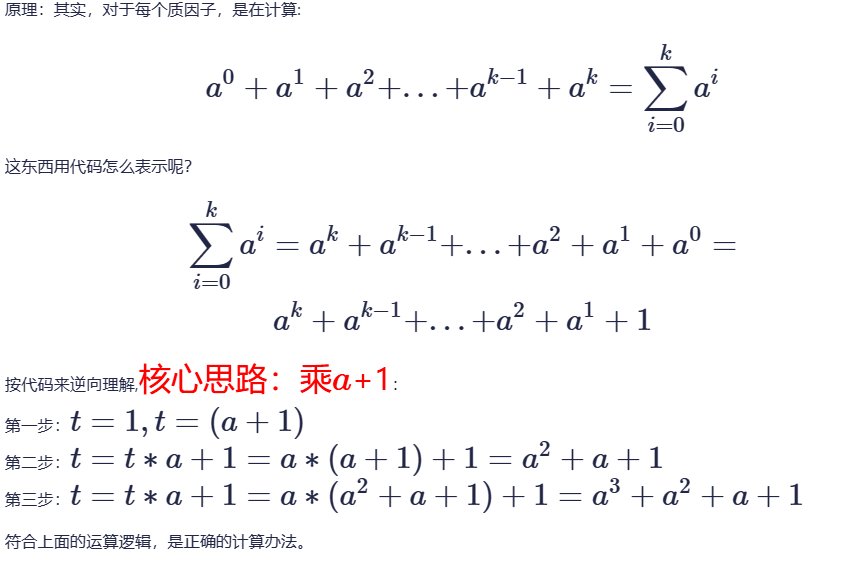 原理：其实，对于每个质因子，是在计算:
a^0 + a^1 + a^2+...+a^{k-1} + a^k = \sum_{i=0}^{k} a^i
这东西用代码怎么表示呢?
\sum_{i=0}^{k} a^i = a^k + a^{k-1}+...+a^2 + a^1 + a^0 =
a^k + a^{k-1}+...+a^2 + a^1 + 1
按代码来逆向理解,核心思路：乘a+1：
第一步：t = 1, t = (a + 1)
第二步：t = t * a + 1 = a * (a + 1) + 1 = a^2 + a + 1
第三步：t = t * a + 1 = a * (a^2 + a + 1) + 1 = a^3 + a^2 + a + 1
符合上面的运算逻辑，是正确的计算办法。